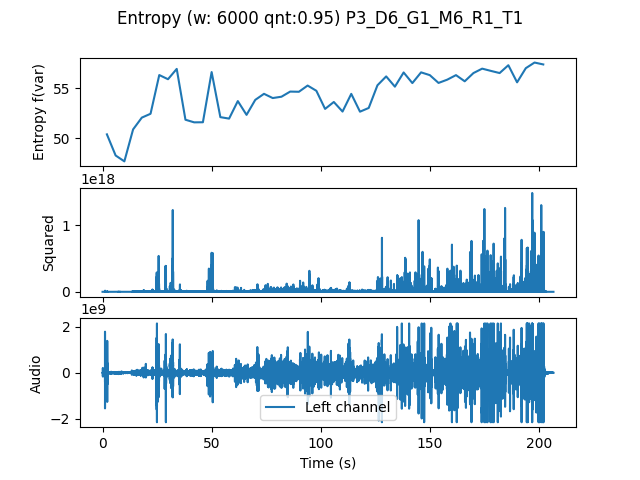 Entropy (w: 6000 qnt:0.95) P3_D6_G1_M6_R1_T1
Entropy f(var)
55
50
1e18
Squared
1
0
1e9
Audio
2
0
−2
Left channel
0 50 100 150 200
Time (s)